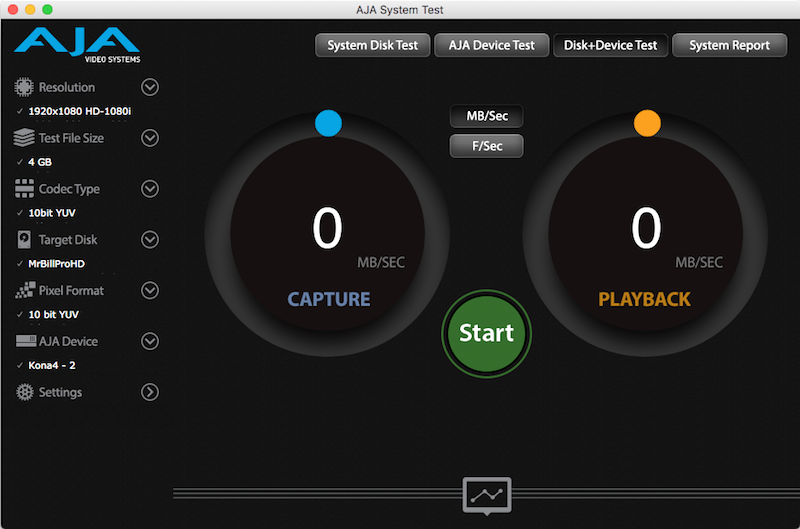 AJA System Test
AJA
VIDEO SYSTEMS
System Disk Test
AJA Device Test
Disk+Device Test
System Report
Resolution
✓ 1920x1080 HD-1080i
Test File Size
✓ 4 GB
Codec Type
✓ 10bit YUV
Target Disk
✓ MrBillProHD
Pixel Format
✓ 10 bit YUV
AJA Device
✓ Kona4 - 2
Settings
MB/Sec
F/Sec
0
MB/SEC
CAPTURE
0
MB/SEC
PLAYBACK
Start